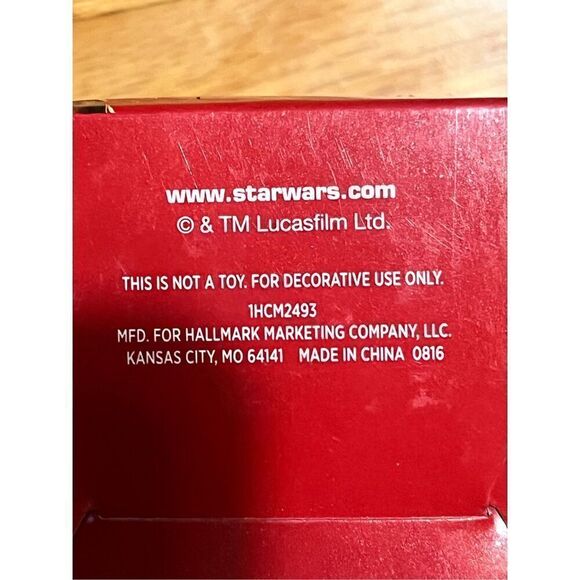 www.starwars.com
© & TM Lucasfilm Ltd.
THIS IS NOT A TOY. FOR DECORATIVE USE ONLY.
1HCM2493
MFD. FOR HALLMARK MARKETING COMPANY, LLC.
KANSAS CITY, MO 64141 MADE IN CHINA 0816